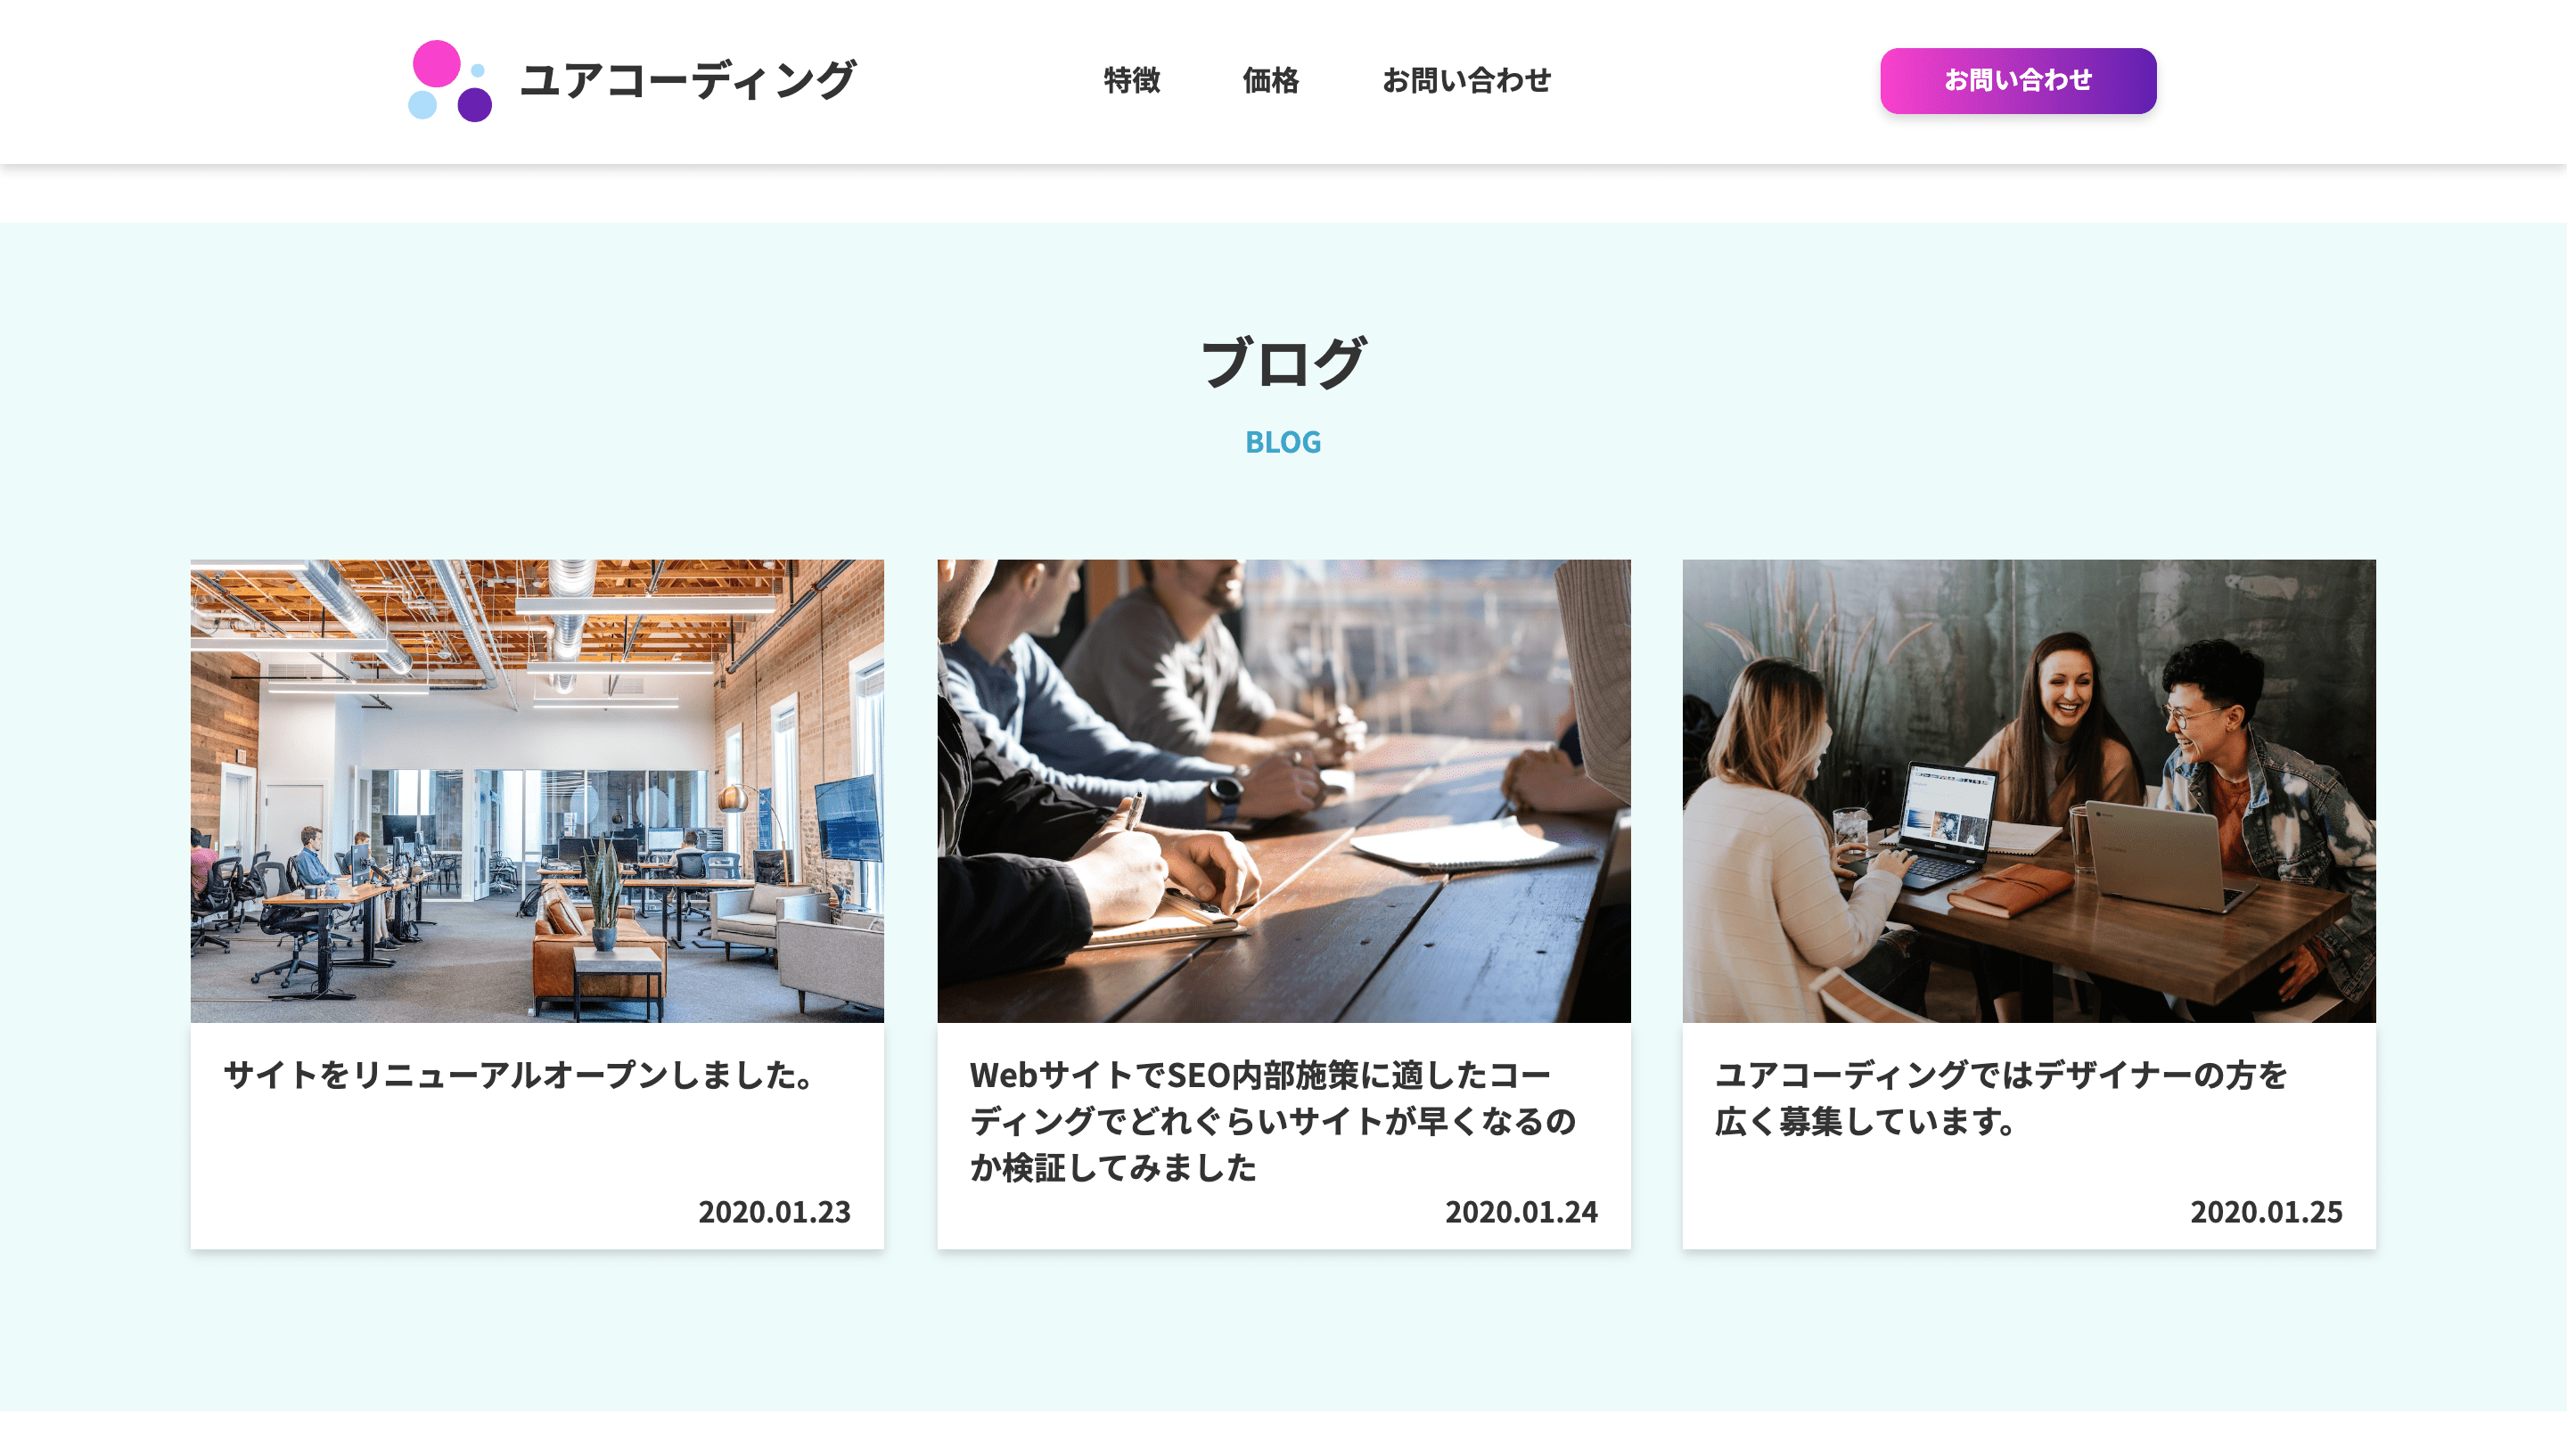 ユアコーディング
特徴
価格
お問い合わせ
お問い合わせ
ブログ
BLOG
サイトをリニューアルオープンしました。
2020.01.23
WebサイトでSEO内部施策に適したコー
ディングでどれぐらいサイトが早くなるの
か検証してみました
2020.01.24
ユアコーディングではデザイナーの方を
広く募集しています。
2020.01.25